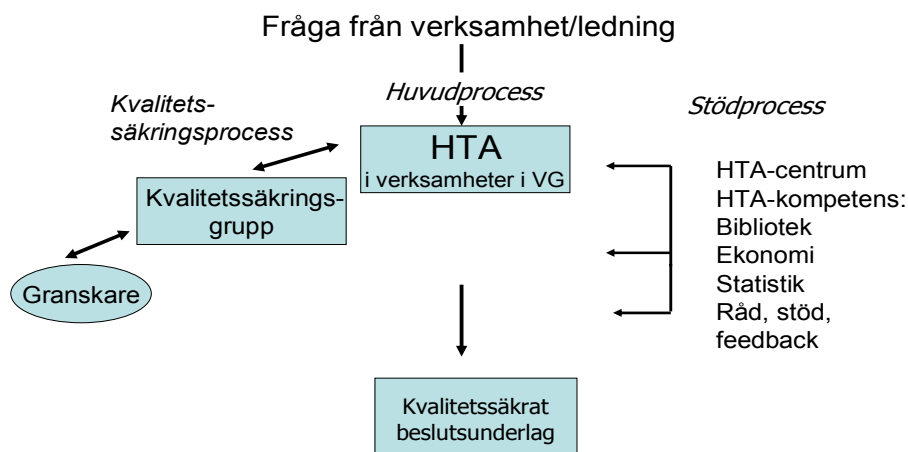 Fråga från verksamhet/ledning
Huvudprocess
Kvalitets-
säkringsprocess
Stödprocess
HTA
i verksamheter i VG
Kvalitetssäkrings-
grupp
Granskare
HTA-centrum
HTA-kompetens:
Bibliotek
Ekonomi
Statistik
Råd, stöd,
feedback
Kvalitetssäkrat
beslutsunderlag